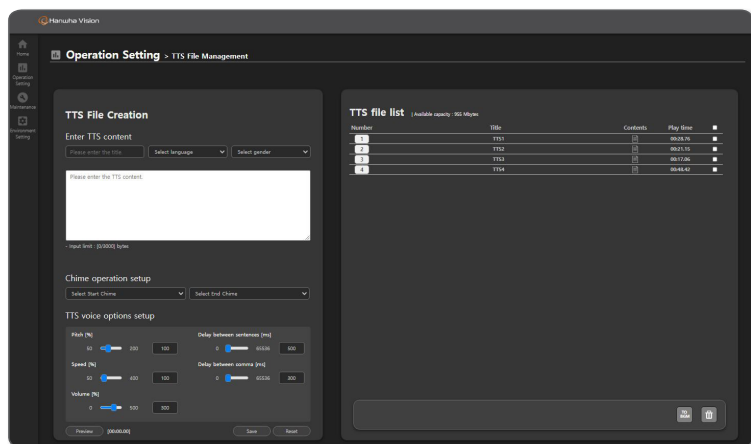 Hanwha Vision
Home
Operation Setting
Maintenance
Environment Setting
Operation Setting > TTS File Management
TTS File Creation
Enter TTS content
Please enter the title. Select language Select gender
Please enter the TTS content.
- Input limit : [0/3000] bytes
Chime operation setup
Select Start Chime Select End Chime
TTS voice options setup
Pitch [%] Delay between sentences [ms]
50 200 100 0 65536 500
Speed [%] Delay between comma [ms]
50 400 100 0 65536 300
Volume [%]
0 500 300
Preview [00:00.00] Save Reset
TTS file list | Available capacity : 955 Mbytes
Number Title Contents Play time
1 TTS1 00:28.76
2 TTS2 00:21.15
3 TTS3 00:17.06
4 TTS4 00:48.42